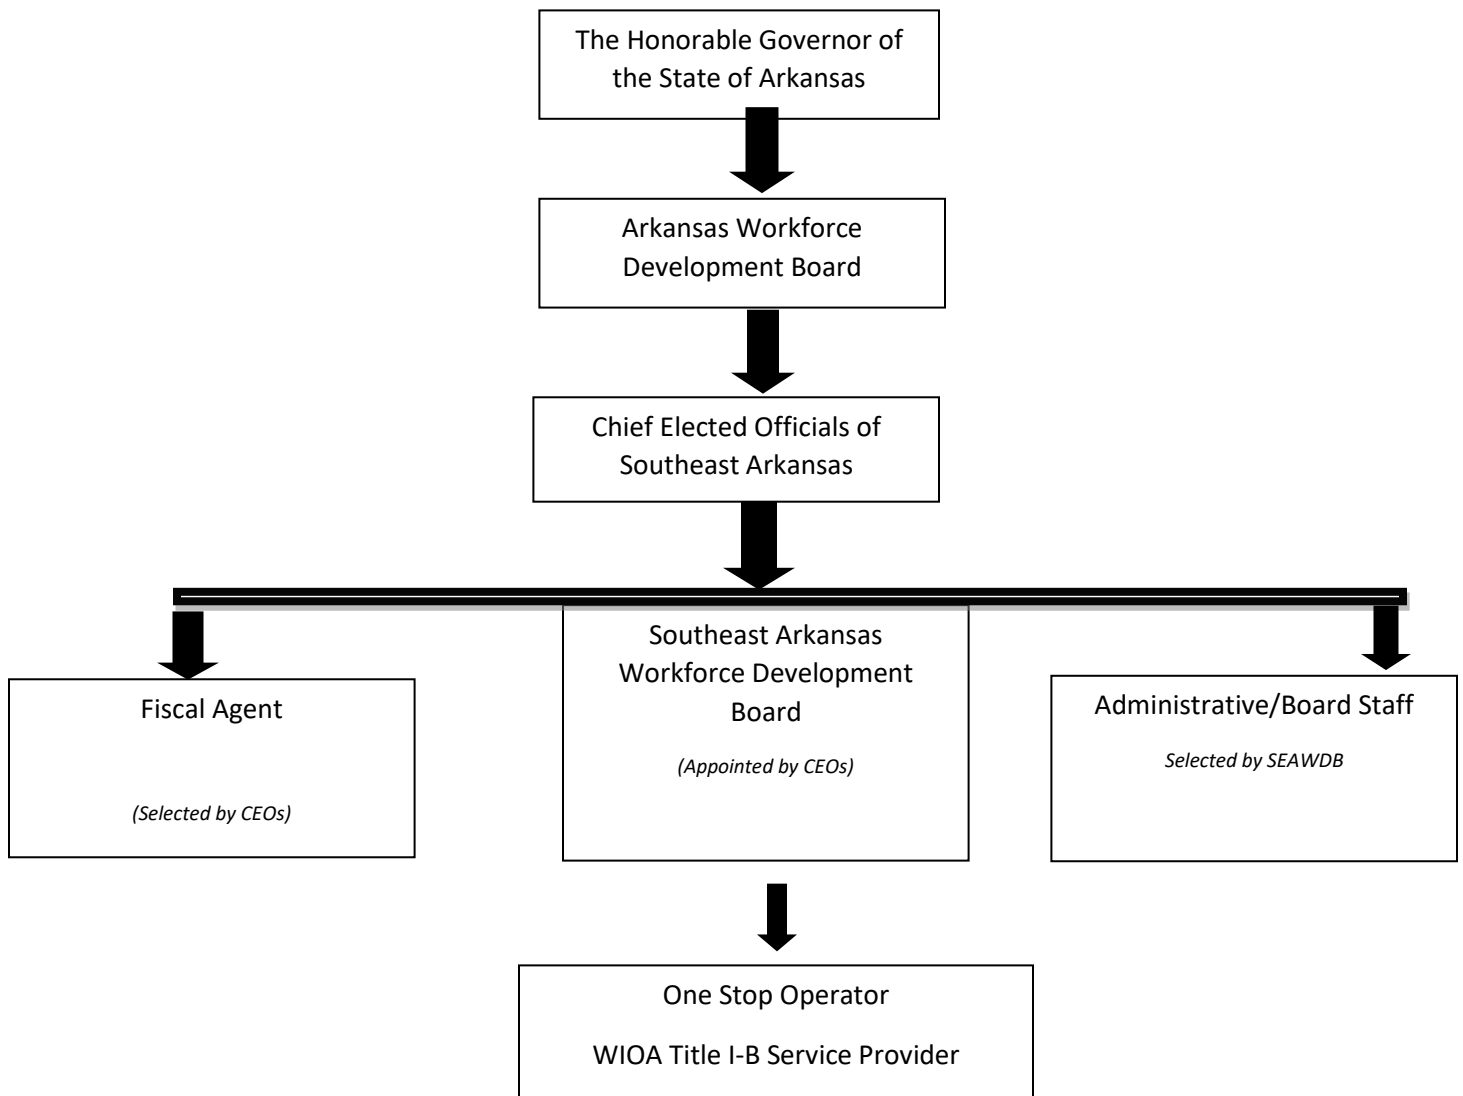 The Honorable Governor of
the State of Arkansas
Arkansas Workforce
Development Board
Chief Elected Officials of
Southeast Arkansas
Fiscal Agent
(Selected by CEOs)
Southeast Arkansas
Workforce Development
Board
(Appointed by CEOs)
Administrative/Board Staff
Selected by SEAWDB
One Stop Operator
WIOA Title I-B Service Provider